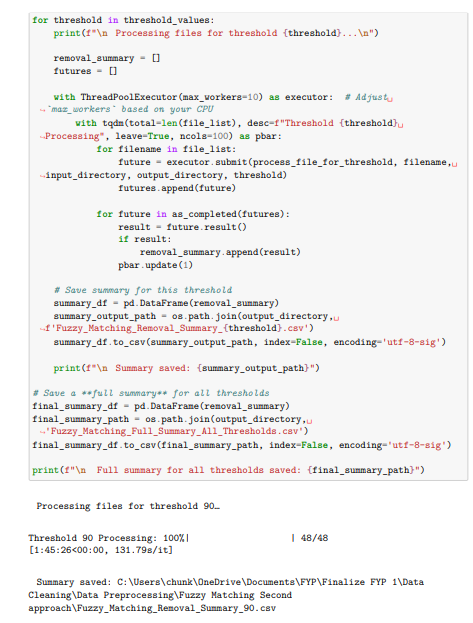 for threshold in threshold_values:
print(f"\n Processing files for threshold {threshold}...\n")
removal_summary = []
futures = []
with ThreadPoolExecutor(max_workers=10) as executor: # Adjust␣
↪`max_workers` based on your CPU
with tqdm(total=len(file_list), desc=f"Threshold {threshold}␣
↪Processing", leave=True, ncols=100) as pbar:
for filename in file_list:
future = executor.submit(process_file_for_threshold, filename,␣
↪input_directory, output_directory, threshold)
futures.append(future)
for future in as_completed(futures):
result = future.result()
if result:
removal_summary.append(result)
pbar.update(1)
# Save summary for this threshold
summary_df = pd.DataFrame(removal_summary)
summary_output_path = os.path.join(output_directory,␣
↪f'Fuzzy_Matching_Removal_Summary_{threshold}.csv')
summary_df.to_csv(summary_output_path, index=False, encoding='utf-8-sig')
print(f"\n Summary saved: {summary_output_path}")
# Save a **full summary** for all thresholds
final_summary_df = pd.DataFrame(removal_summary)
final_summary_path = os.path.join(output_directory,␣
↪'Fuzzy_Matching_Full_Summary_All_Thresholds.csv')
final_summary_df.to_csv(final_summary_path, index=False, encoding='utf-8-sig')
print(f"\n Full summary for all thresholds saved: {final_summary_path}")
Processing files for threshold 90…
Threshold 90 Processing: 100%| | 48/48
[1:45:26<00:00, 131.79s/it]
Summary saved: C:\Users\chunk\OneDrive\Documents\FYP\Finalize FYP 1\Data
Cleaning\Data Preprocessing\Fuzzy Matching Second
approach\Fuzzy_Matching_Removal_Summary_90.csv